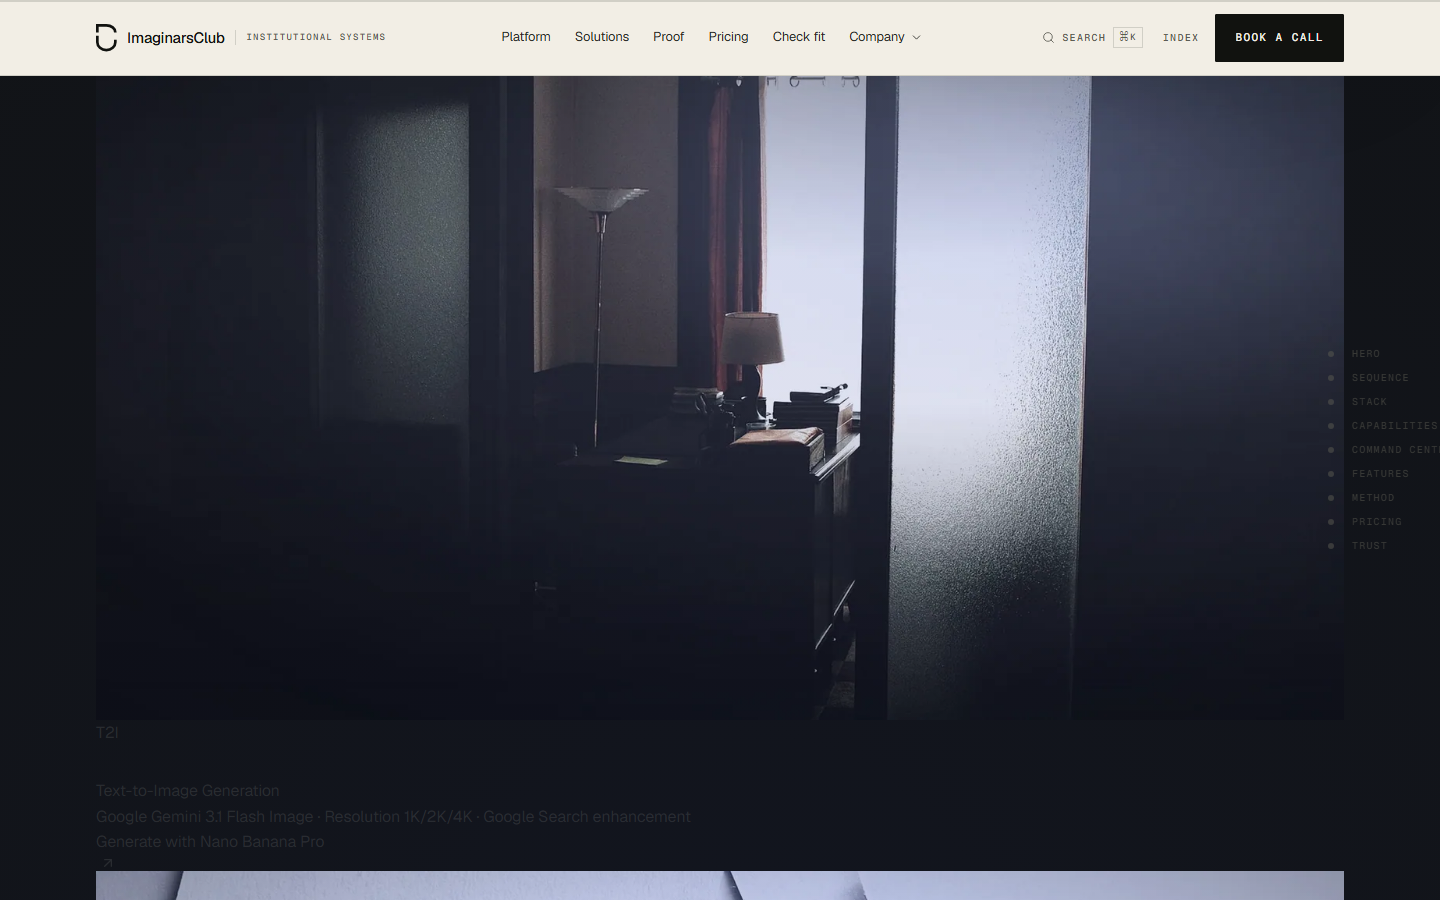 ImaginarsClub
INSTITUTIONAL SYSTEMS
Platform
Solutions
Proof
Pricing
Check fit
Company
SEARCH
⌘K
INDEX
BOOK A CALL
HERO
SEQUENCE
STACK
CAPABILITIES
COMMAND CENT
FEATURES
METHOD
PRICING
TRUST
T2I
Text-to-Image Generation
Google Gemini 3.1 Flash Image · Resolution 1K/2K/4K · Google Search enhancement
Generate with Nano Banana Pro